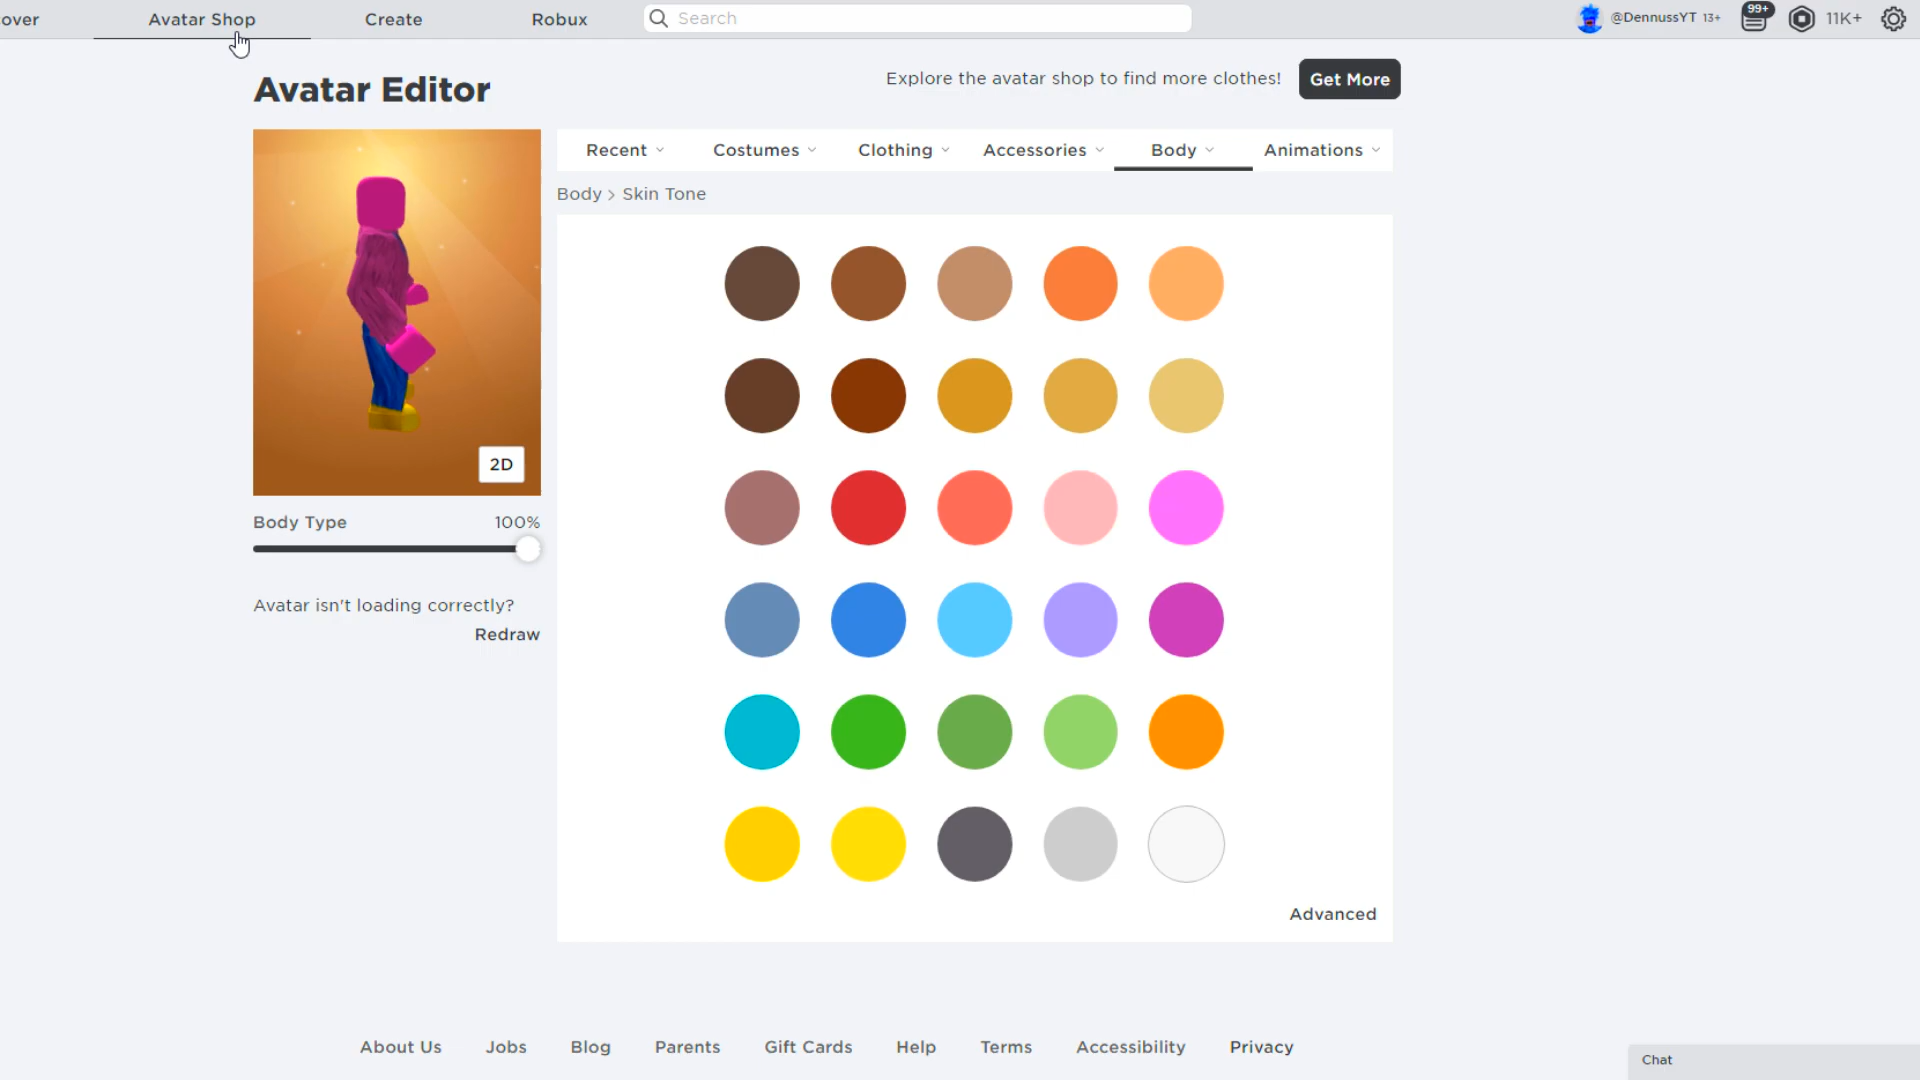 over
Avatar Shop
Create
Robux
Search
@DennussYT 13+
99+
11K+
Avatar Editor
Explore the avatar shop to find more clothes!
Get More
Recent
Costumes
Clothing
Accessories
Body
Animations
Body > Skin Tone
2D
Body Type
100%
Avatar isn't loading correctly?
Redraw
Advanced
About Us
Jobs
Blog
Parents
Gift Cards
Help
Terms
Accessibility
Privacy
Chat